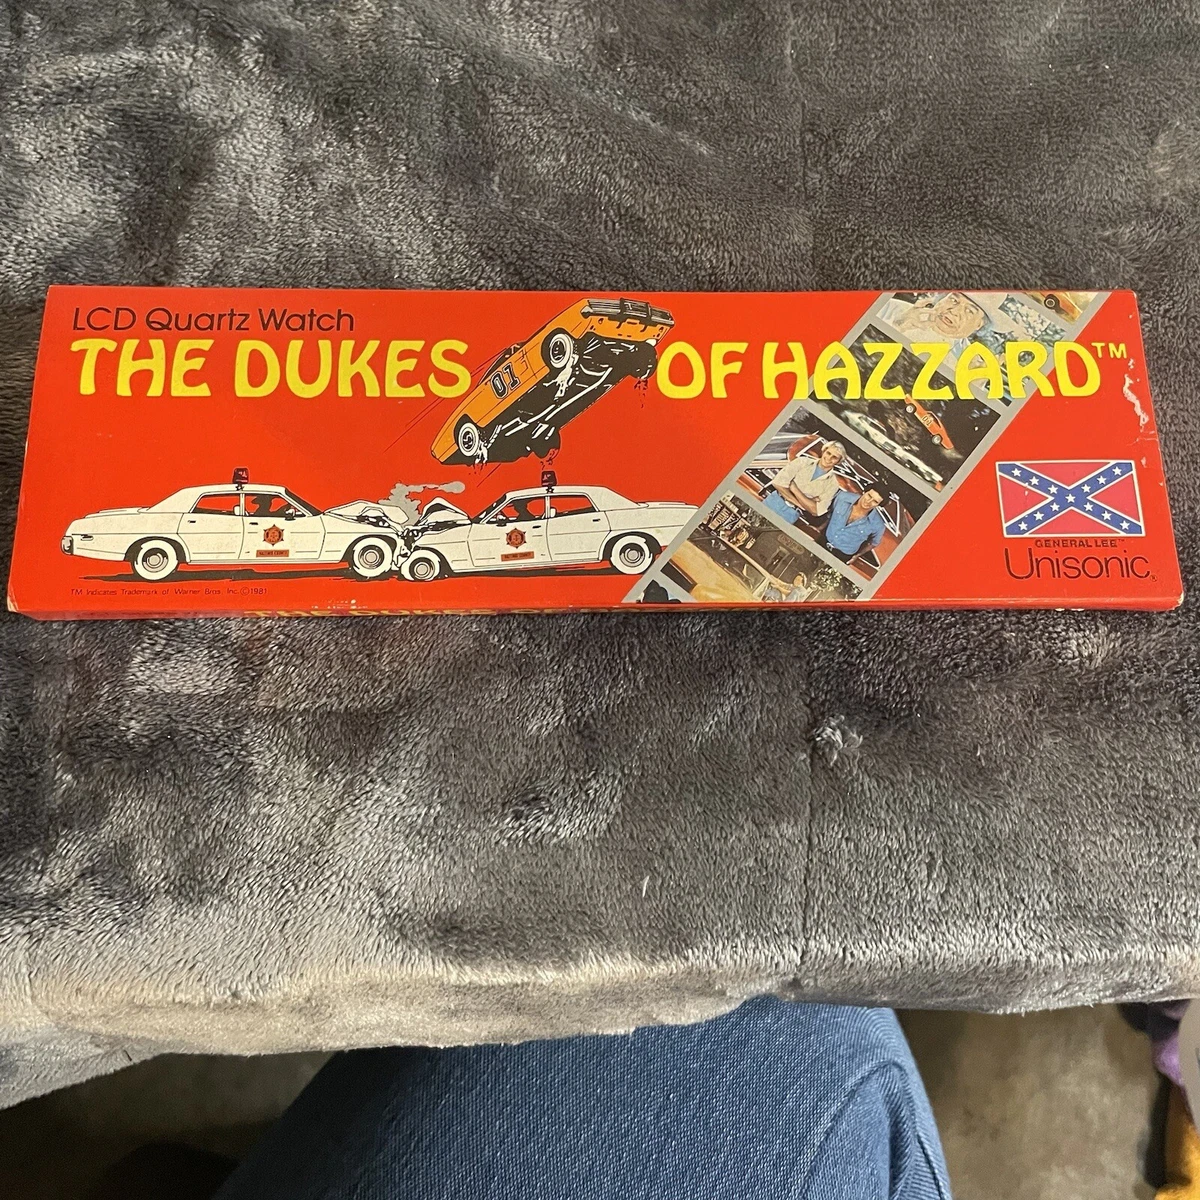 LCD Quartz Watch
THE DUKES OF HAZZARD™
01
GENERAL LEE™
Unisonic®
TM Indicates Trademark of Warner Bros. Inc. ©1981